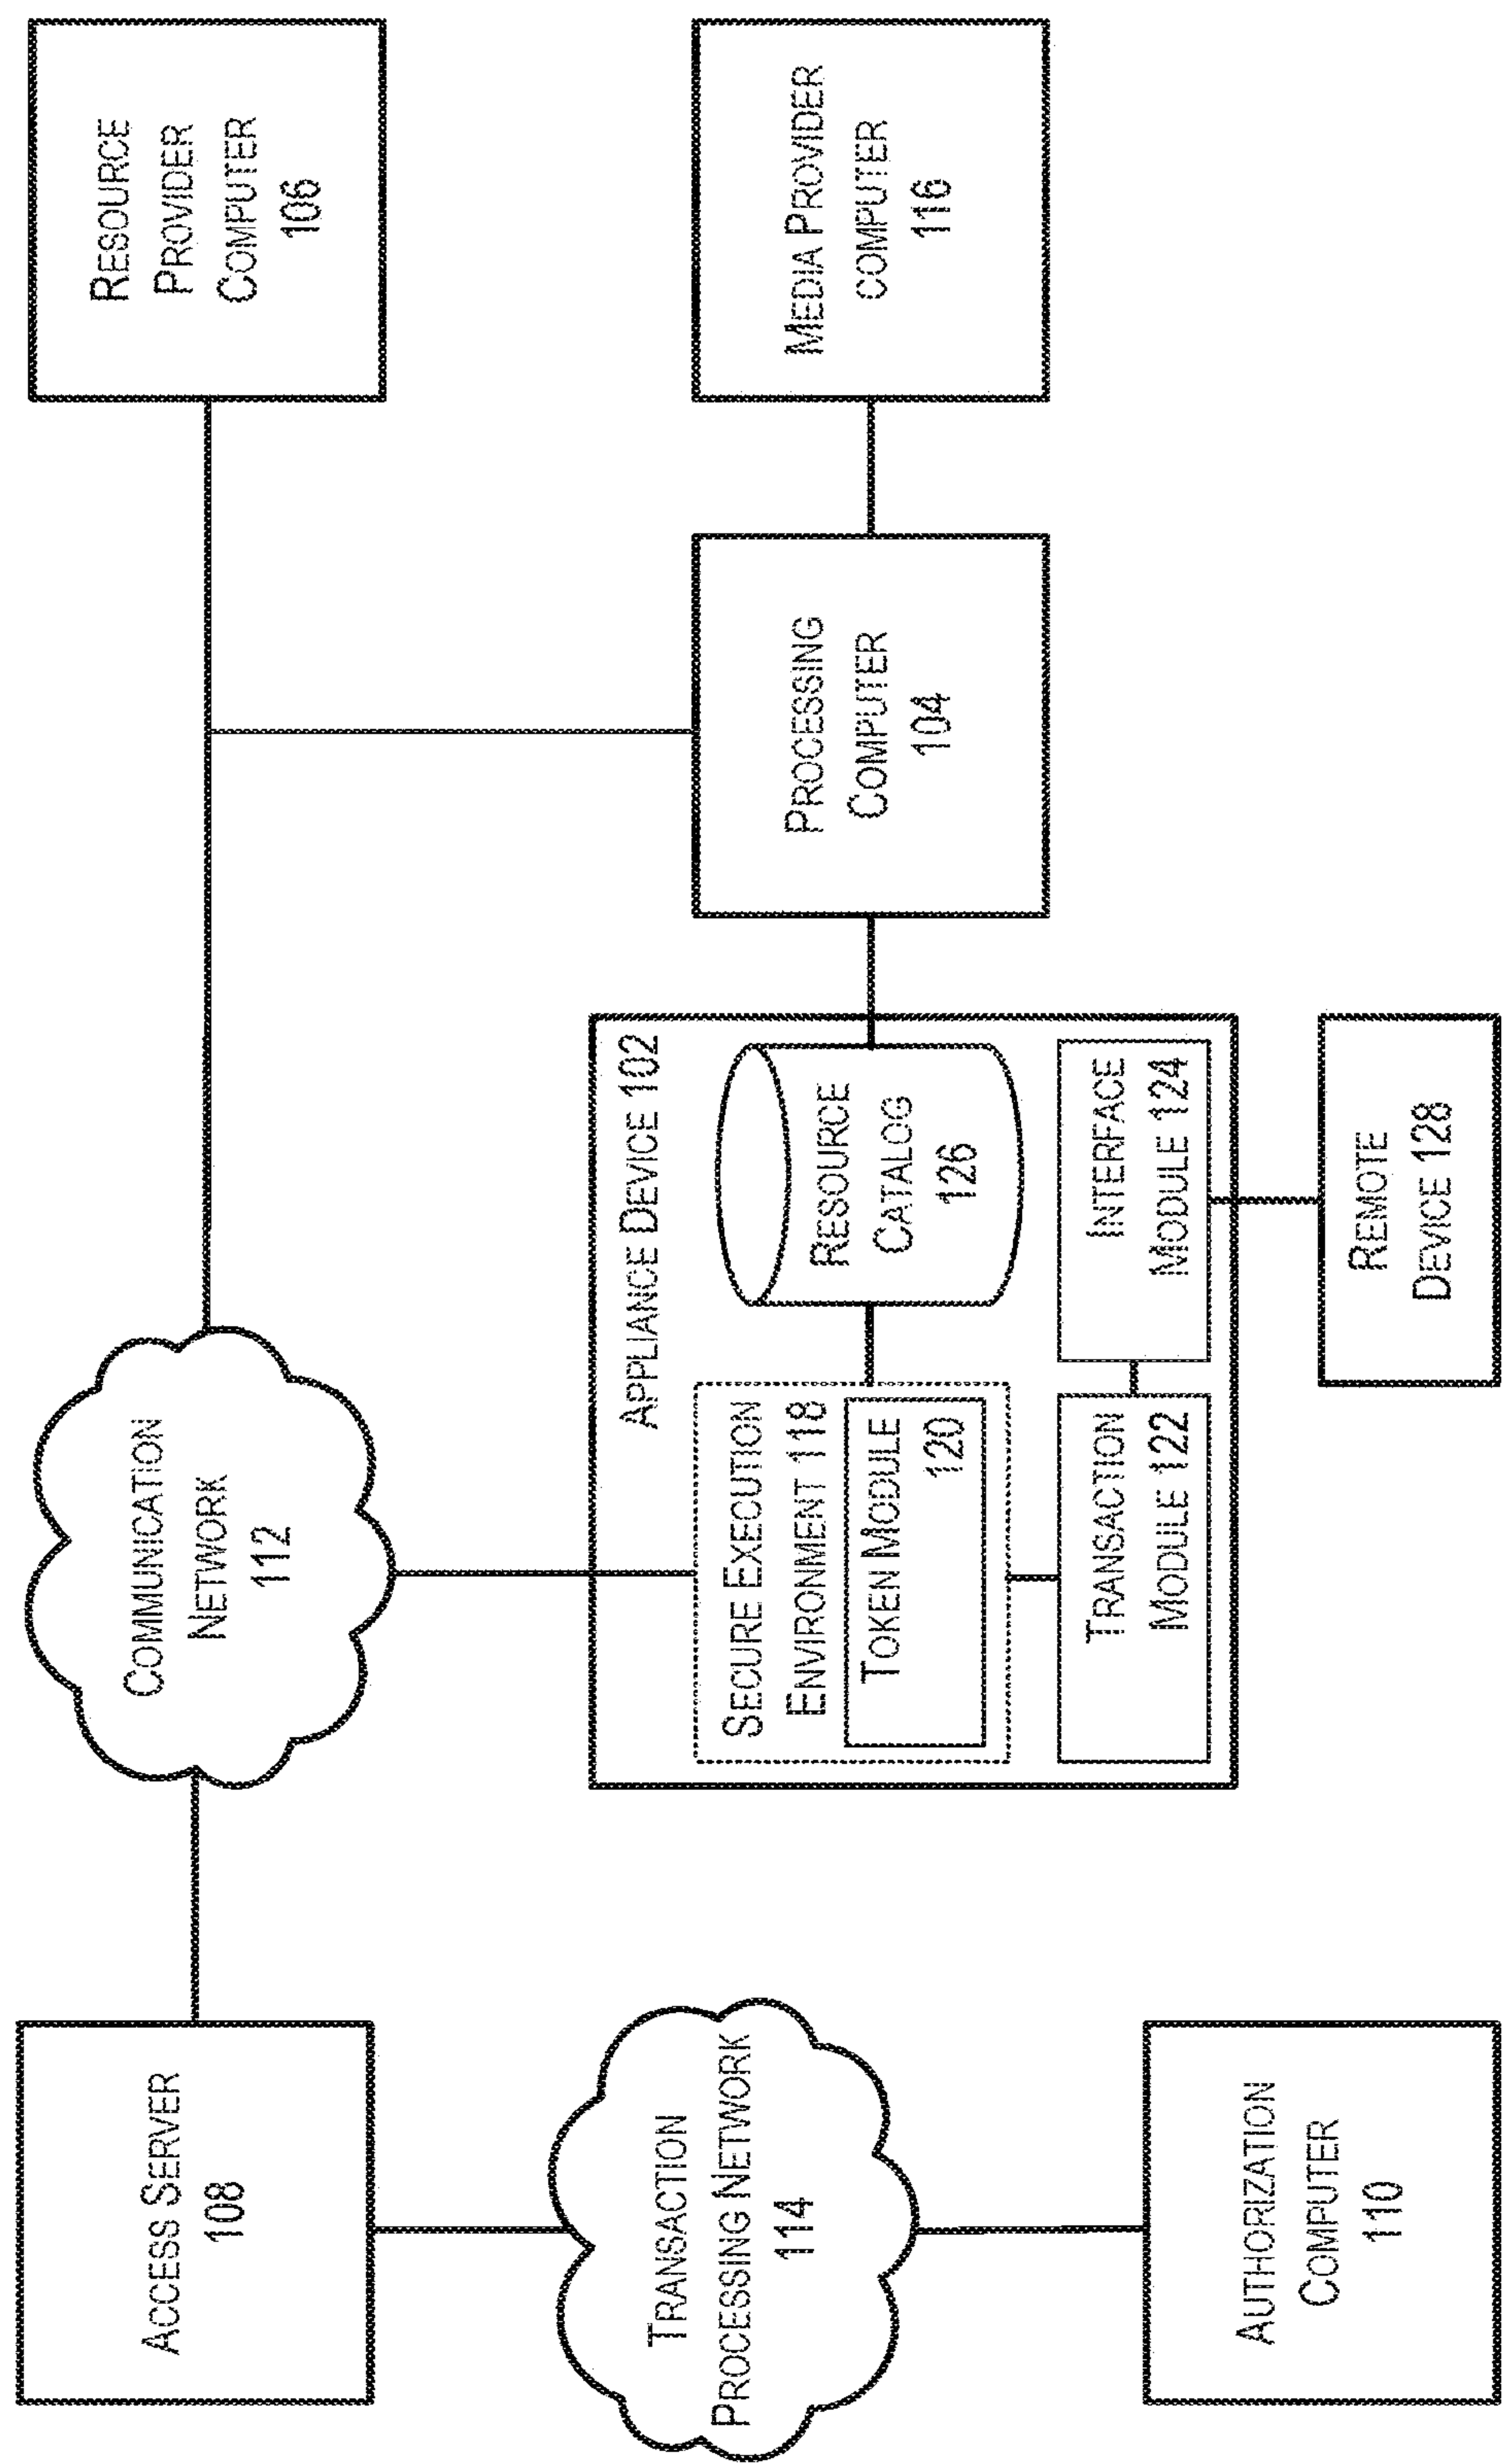 ACCESS SERVER
108
COMMUNICATION
NETWORK
112
RESOURCE
PROVIDER
COMPUTER
106
TRANSACTION
PROCESSING NETWORK
114
APPLIANCE DEVICE 102
SECURE EXECUTION
ENVIRONMENT 118
TOKEN MODULE
120
RESOURCE
CATALOG
126
TRANSACTION
MODULE 122
INTERFACE
MODULE 124
PROCESSING
COMPUTER
104
MEDIA PROVIDER
COMPUTER
116
AUTHORIZATION
COMPUTER
110
REMOTE
DEVICE 128